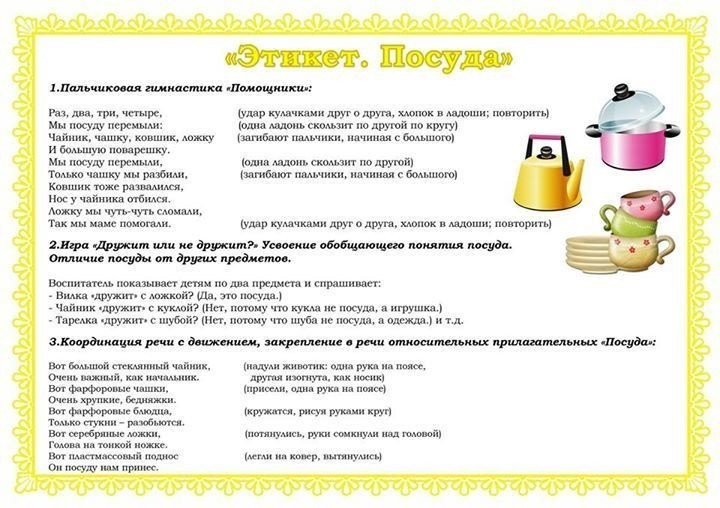 «Этикет. Посуда»
1.Пальчиковая гимнастика «Помощники»:
Раз, два, три, четыре, (удар кулачками друг о друга, хлопок в ладоши; повторить)
Мы посуду перемыли: (одна ладонь скользит по другой по кругу)
Чайник, чашку, ковшик, ложку (загибают пальчики, начиная с большого)
И большую поварешку.
Мы посуду перемыли, (одна ладонь скользит по другой)
Только чашку мы разбили, (загибают пальчики, начиная с большого)
Ковшик тоже развалился,
Нос у чайника отбился.
Ложку мы чуть-чуть сломали,
Так мы маме помогали. (удар кулачками друг о друга, хлопок в ладоши; повторить)
2.Игра «Дружит или не дружит?» Усвоение обобщающего понятия посуда.
Отличие посуды от других предметов.
Воспитатель показывает детям по два предмета и спрашивает:
- Вилка «дружит» с ложкой? (Да, это посуда.)
- Чайник «дружит» с куклой? (Нет, потому что кукла не посуда, а игрушка.)
- Тарелка «дружит» с шубой? (Нет, потому что шуба не посуда, а одежда.) и т.д.
3.Координация речи с движением, закрепление в речи относительных прилагательных «Посуда»:
Вот большой стеклянный чайник, (надули животик: одна рука на поясе,
Очень важный, как начальник. другая изогнута, как носик)
Вот фарфоровые чашки, (присели, одна рука на поясе)
Очень хрупкие, бедняжки.
Вот фарфоровые блюдца, (кружатся, рисуя руками круг)
Только стукни – разобьются.
Вот серебряные ложки, (потянулись, руки сомкнули над головой)
Голова на тонкой ножке.
Вот пластмассовый поднос (легли на ковер, вытянулись)
Он посуду нам принес.